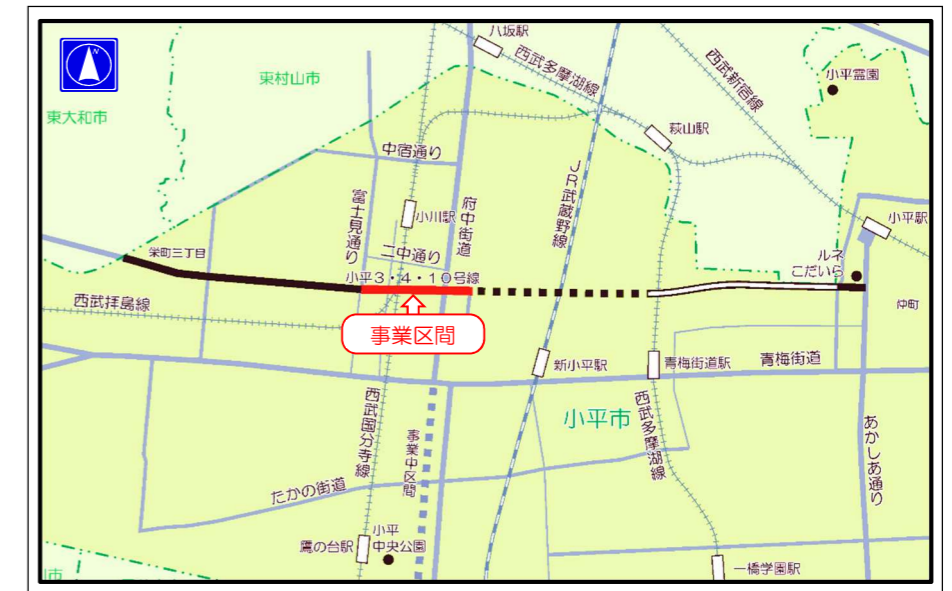 N
八坂駅
西武多摩湖線
西武新宿線
小平霊園
東村山市
東大和市
萩山駅
中宿通り
JR武蔵野線
富士見通り
小川駅
府中街道
小平駅
二中通り
栄町三丁目
ルネ
こだいら
小平3・4・10号線
西武拝島線
仲町
事業区間
新小平駅
青梅街道駅
青梅街道
西武国分寺線
事業中区間
小平市
西武多摩湖線
あかしあ通り
たかの街道
小平
中央公園
鷹の台駅
一橋学園駅
市